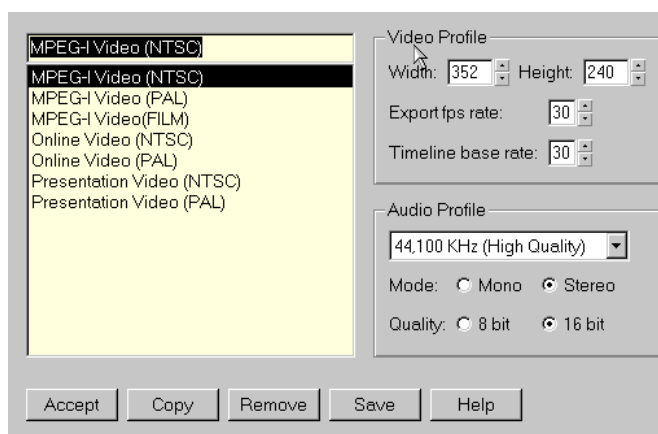 MPEG-I Video (NTSC)
MPEG-I Video (NTSC)
MPEG-I Video (PAL)
MPEG-I Video(FILM)
Online Video (NTSC)
Online Video (PAL)
Presentation Video (NTSC)
Presentation Video (PAL)
Video Profile
Width: 352 Height: 240
Export fps rate: 30
Timeline base rate: 30
Audio Profile
44,100 KHz (High Quality)
Mode: Mono Stereo
Quality: 8 bit 16 bit
Accept Copy Remove Save Help